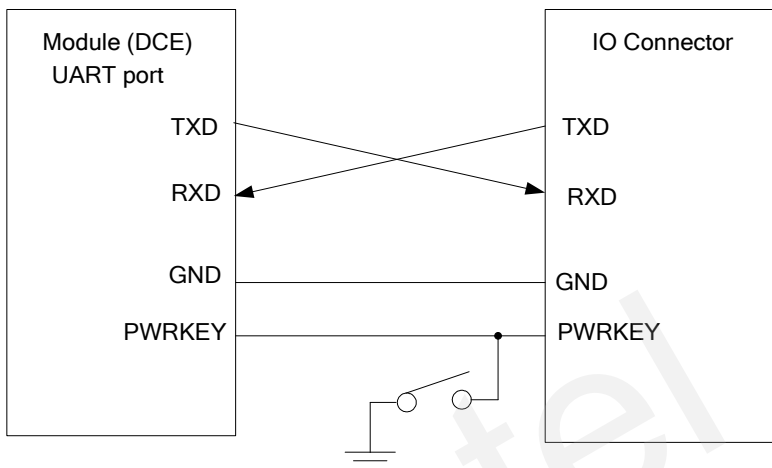 Module (DCE)
UART port
TXD
RXD
GND
PWRKEY
IO Connector
TXD
RXD
GND
PWRKEY